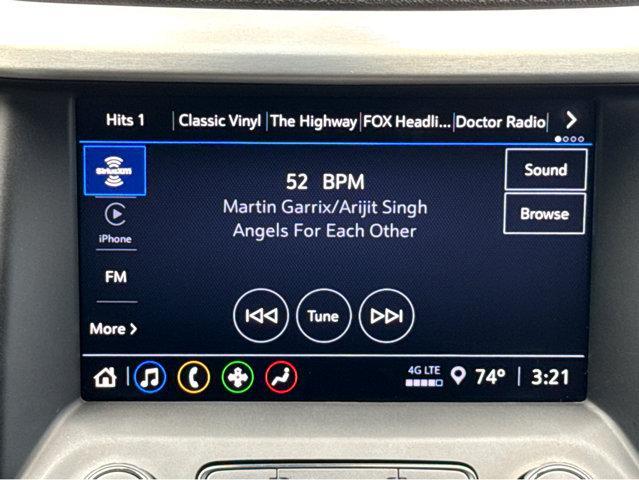 Hits 1 | Classic Vinyl | The Highway | FOX Headli... | Doctor Radio | >
SiriusXM
iPhone
FM
More >
52 BPM
Martin Garrix/Arijit Singh
Angels For Each Other
Tune
Sound
Browse
4G LTE 74° | 3:21